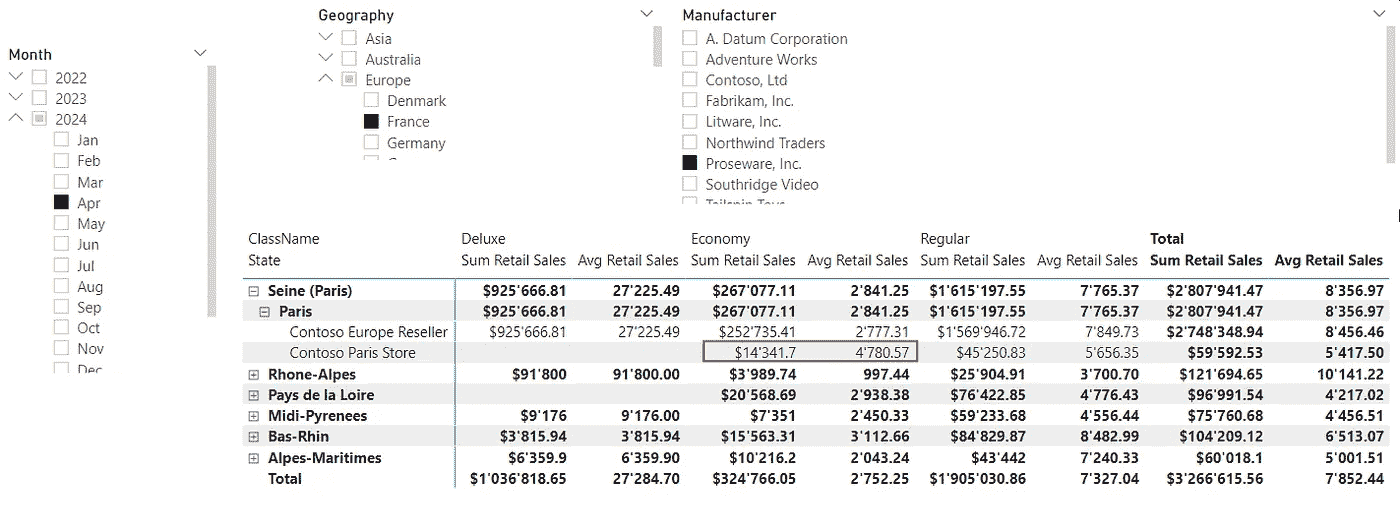 Geography
Manufacturer
Month
Asia
A. Datum Corporation
Australia
Adventure Works
2022
Europe
Contoso, Ltd
2023
Denmark
Fabrikam, Inc.
2024
France
Litware, Inc.
Jan
Germany
Northwind Traders
Feb
Proseware, Inc.
Mar
Southridge Video
Apr
May
Jun
Jul
Aug
Sep
Oct
Nov
Dec
ClassName Deluxe Economy Regular Total
State Sum Retail Sales Avg Retail Sales Sum Retail Sales Avg Retail Sales Sum Retail Sales Avg Retail Sales Sum Retail Sales Avg Retail Sales
Seine (Paris) $925'666.81 27'225.49 $267'077.11 2'841.25 $1'615'197.55 7'765.37 $2'807'941.47 8'356.97
Paris $925'666.81 27'225.49 $267'077.11 2'841.25 $1'615'197.55 7'765.37 $2'807'941.47 8'356.97
Contoso Europe Reseller $925'666.81 27'225.49 $252'735.41 2'777.31 $1'569'946.72 7'849.73 $2'748'348.94 8'456.46
Contoso Paris Store $14'341.7 4'780.57 $45'250.83 5'656.35 $59'592.53 5'417.50
Rhone-Alpes $91'800 91'800.00 $3'989.74 997.44 $25'904.91 3'700.70 $121'694.65 10'141.22
Pays de la Loire $20'568.69 2'938.38 $76'422.85 4'776.43 $96'991.54 4'217.02
Midi-Pyrenees $9'176 9'176.00 $7'351 2'450.33 $59'233.68 4'556.44 $75'760.68 4'456.51
Bas-Rhin $3'815.94 3'815.94 $15'563.31 3'112.66 $84'829.87 8'482.99 $104'209.12 6'513.07
Alpes-Maritimes $6'359.9 6'359.90 $10'216.2 2'043.24 $43'442 7'240.33 $60'018.1 5'001.51
Total $1'036'818.65 27'284.70 $324'766.05 2'752.25 $1'905'030.86 7'327.04 $3'266'615.56 7'852.44